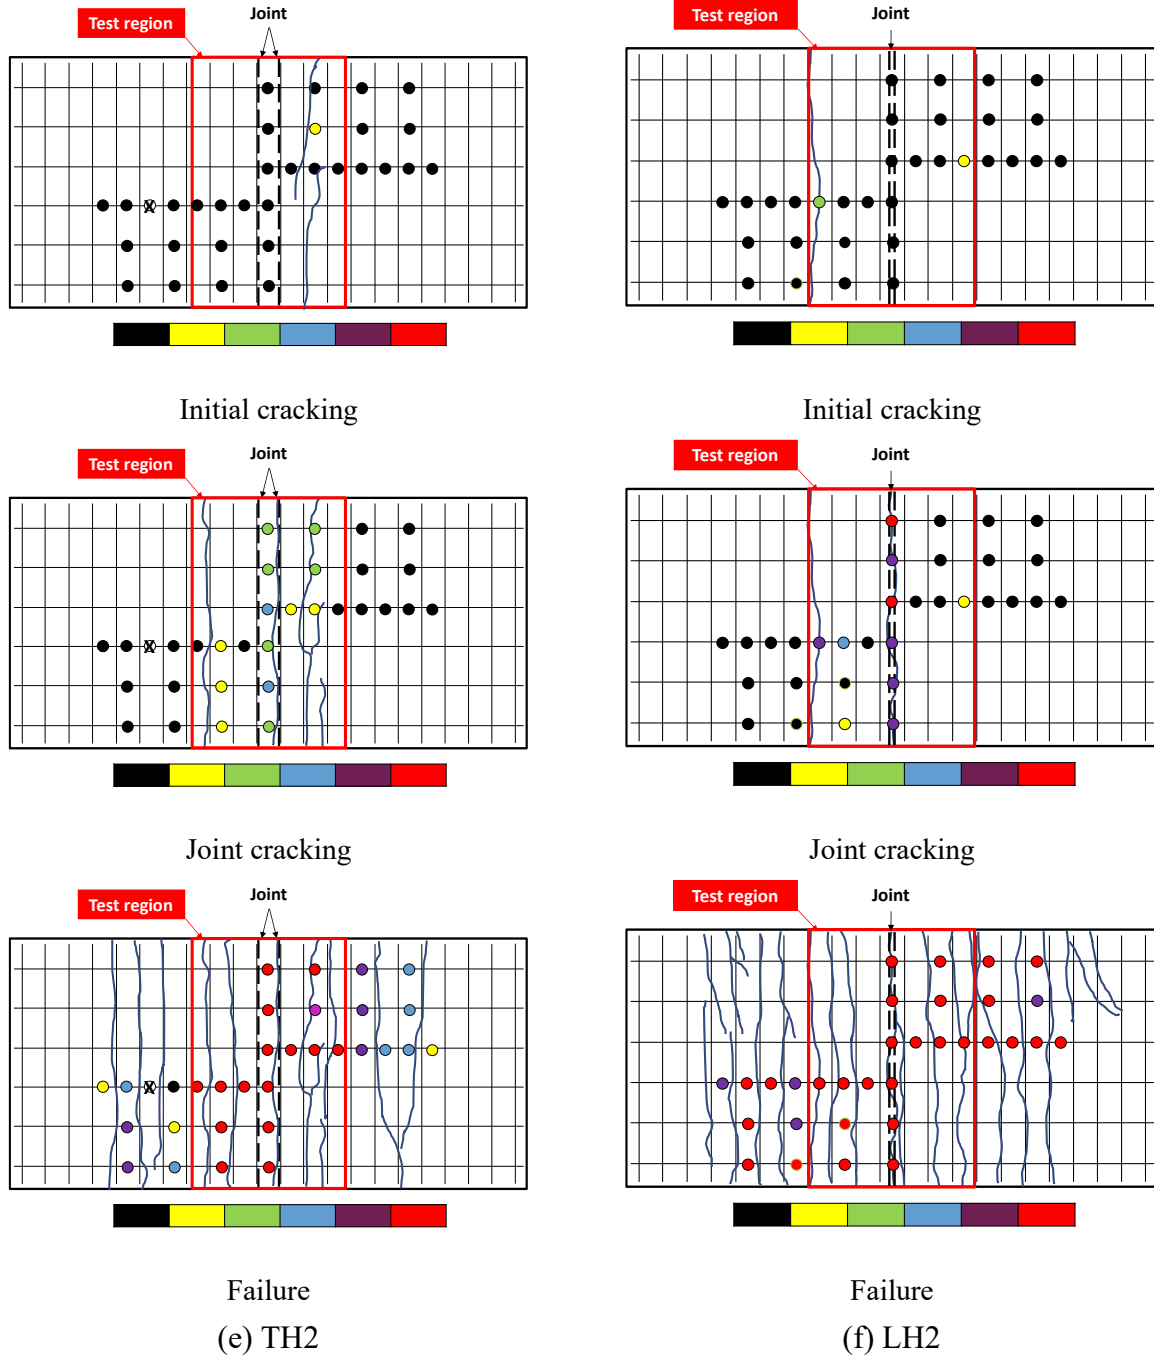 Test region
Joint
Test region
Joint
X
Initial cracking
Initial cracking
Test region
Joint
Test region
Joint
X
Joint cracking
Joint cracking
Test region
Joint
Test region
Joint
X
Failure
Failure
(e) TH2
(f) LH2